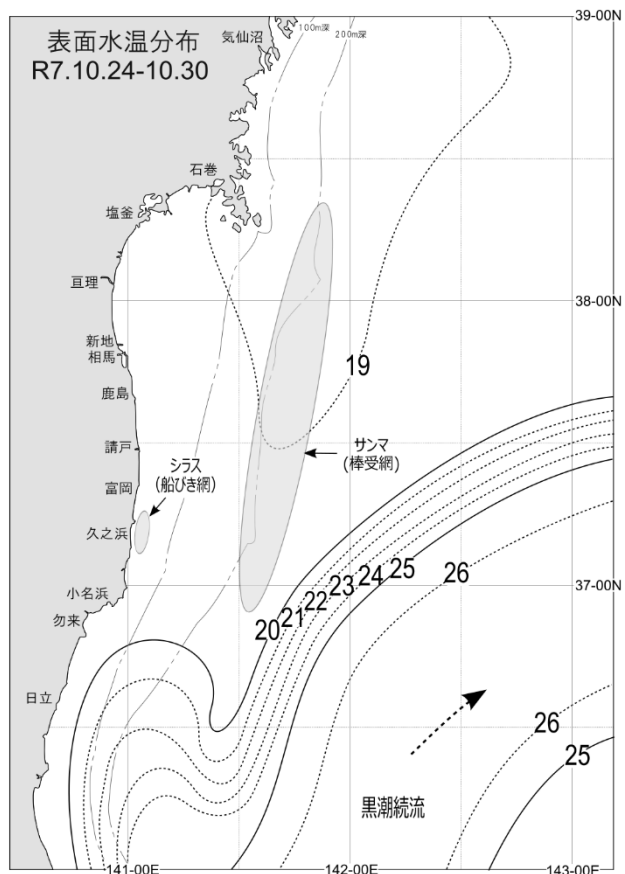 表面水温分布
R7.10.24-10.30
気仙沼
100m深
200m深
39-00N
石巻
塩釜
亘理
38-00N
新地
相馬
19
鹿島
請戸
シラス
(船びき網)
サンマ
(棒受網)
富岡
久之浜
37-00N
小名浜
勿来
20
21
22
23
24
25
26
日立
26
25
黒潮続流
141-00E
142-00E
143-00E